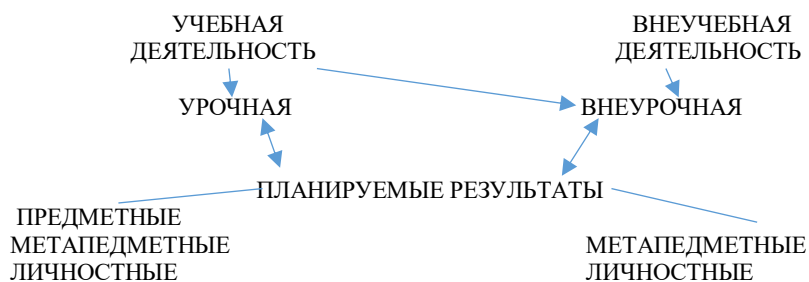 УЧЕБНАЯ
ДЕЯТЕЛЬНОСТЬ
ВНЕУЧЕБНАЯ
ДЕЯТЕЛЬНОСТЬ
УРОЧНАЯ
ВНЕУРОЧНАЯ
ПЛАНИРУЕМЫЕ РЕЗУЛЬТАТЫ
ПРЕДМЕТНЫЕ
МЕТАПЕДМЕТНЫЕ
ЛИЧНОСТНЫЕ
МЕТАПЕДМЕТНЫЕ
ЛИЧНОСТНЫЕ